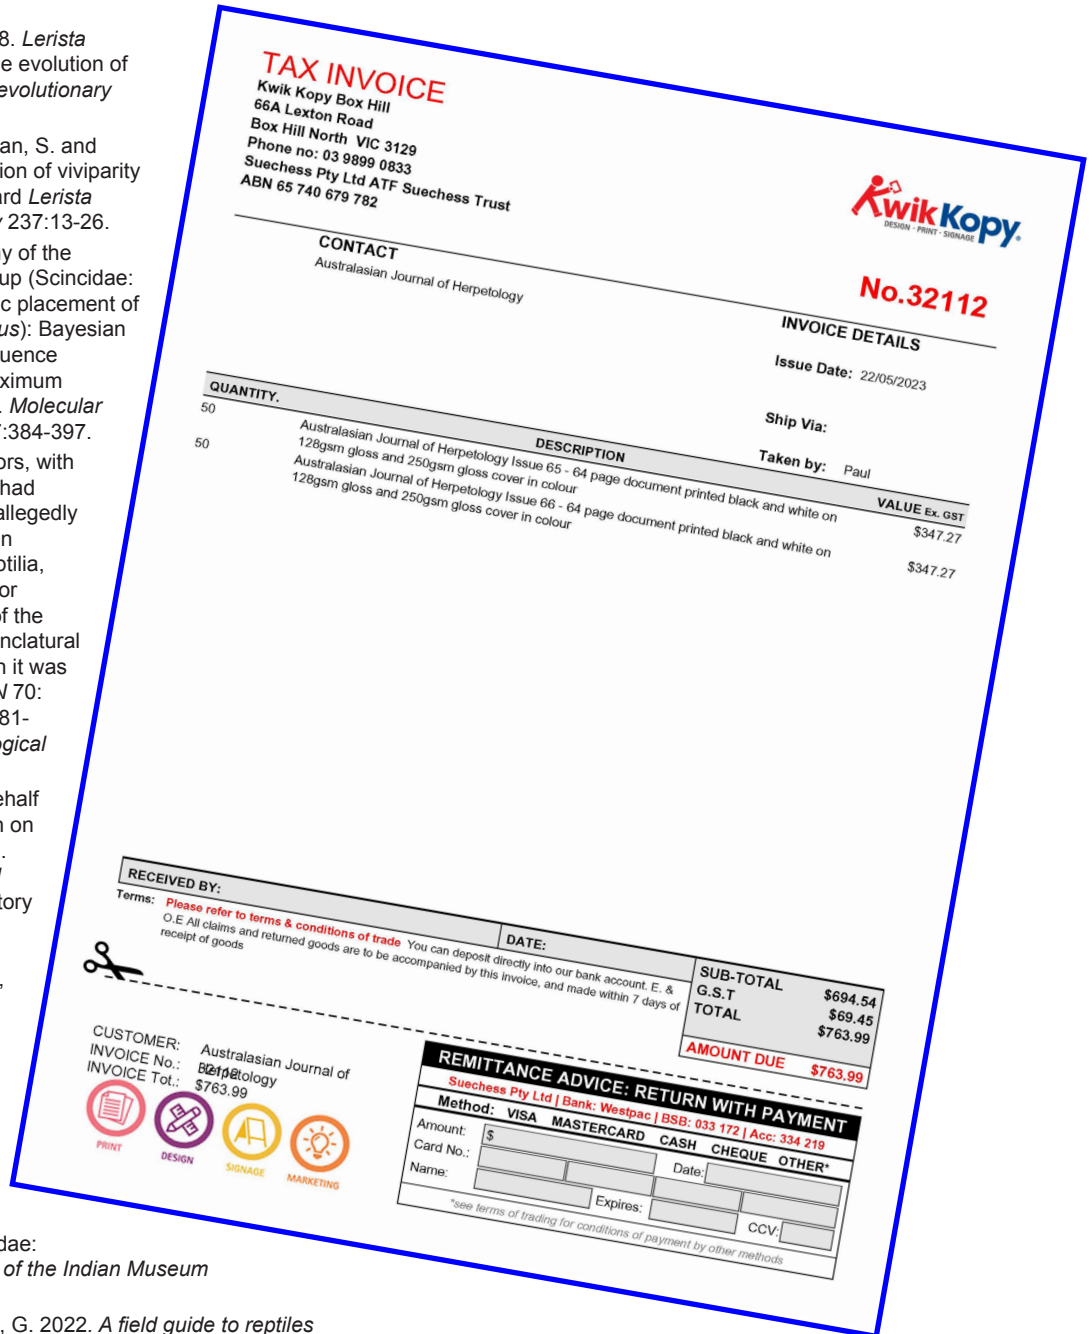 8. Lerista
e evolution of
evolutionary
an, S. and
tion of viviparity
ard Lerista
y 237:13-26.
ny of the
up (Scincidae:
ic placement of
us): Bayesian
uence
aximum
. Molecular
7:384-397.
ors, with
had
allegedly
n
otilia,
or
of the
enclatural
n it was
N 70:
81-
ogical
ehalf
n on
.
tory
,
dae:
of the Indian Museum
, G. 2022. A field guide to reptiles
TAX INVOICE
Kwik Kopy Box Hill
66A Lexton Road
Box Hill North VIC 3129
Phone no: 03 9899 0833
Suechess Pty Ltd ATF Suechess Trust
ABN 65 740 679 782
KwikKopy.
DESIGN - PRINT - SIGNAGE
CONTACT
Australasian Journal of Herpetology
No.32112
INVOICE DETAILS
Issue Date: 22/05/2023
Ship Via:
Taken by: Paul
QUANTITY. DESCRIPTION VALUE Ex. GST
50 Australasian Journal of Herpetology Issue 65 - 64 page document printed black and white on $347.27
128gsm gloss and 250gsm gloss cover in colour
50 Australasian Journal of Herpetology Issue 66 - 64 page document printed black and white on $347.27
128gsm gloss and 250gsm gloss cover in colour
RECEIVED BY: DATE:
Terms: Please refer to terms & conditions of trade You can deposit directly into our bank account. E. &
O.E All claims and returned goods are to be accompanied by this invoice, and made within 7 days of
receipt of goods
SUB-TOTAL $694.54
G.S.T $69.45
TOTAL $763.99
AMOUNT DUE $763.99
CUSTOMER: Australasian Journal of
Herpetology
INVOICE No.: 32112
INVOICE Tot.: $763.99
PRINT DESIGN SIGNAGE MARKETING
REMITTANCE ADVICE: RETURN WITH PAYMENT
Suechess Pty Ltd | Bank: Westpac | BSB: 033 172 | Acc: 334 219
Method: VISA MASTERCARD CASH CHEQUE OTHER*
Amount: $ Date:
Card No.:
Name: Expires: CCV:
*see terms of trading for conditions of payment by other methods